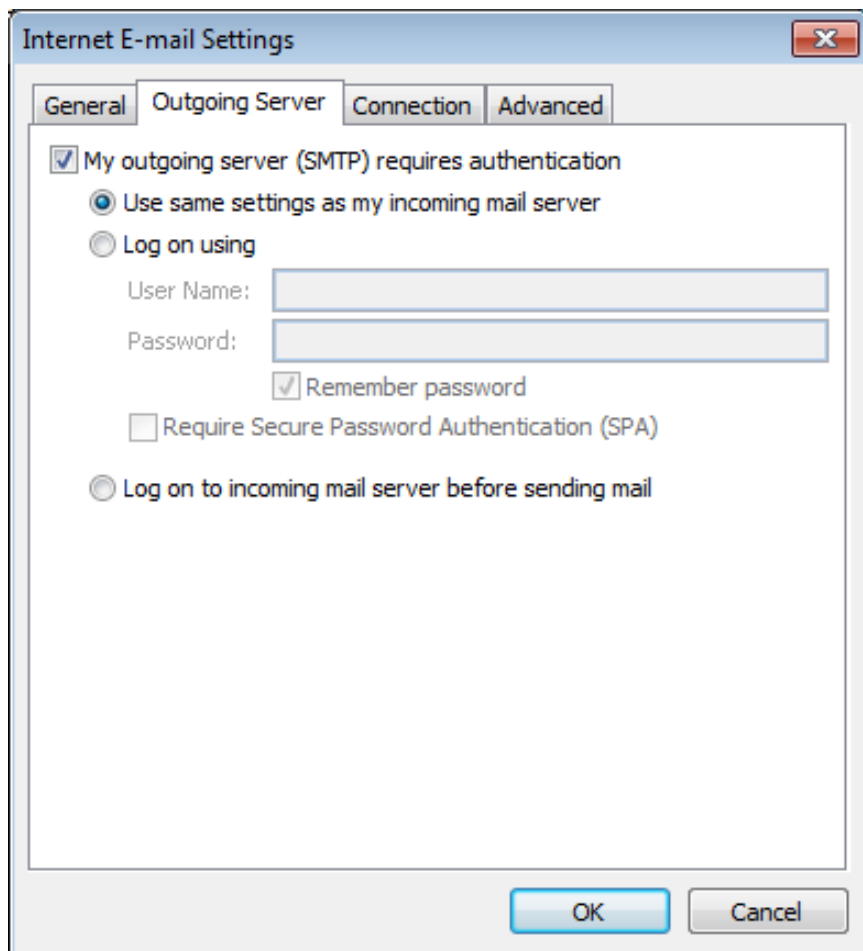 Internet E-mail Settings
General Outgoing Server Connection Advanced
My outgoing server (SMTP) requires authentication
Use same settings as my incoming mail server
Log on using
User Name:
Password:
Remember password
Require Secure Password Authentication (SPA)
Log on to incoming mail server before sending mail
OK Cancel